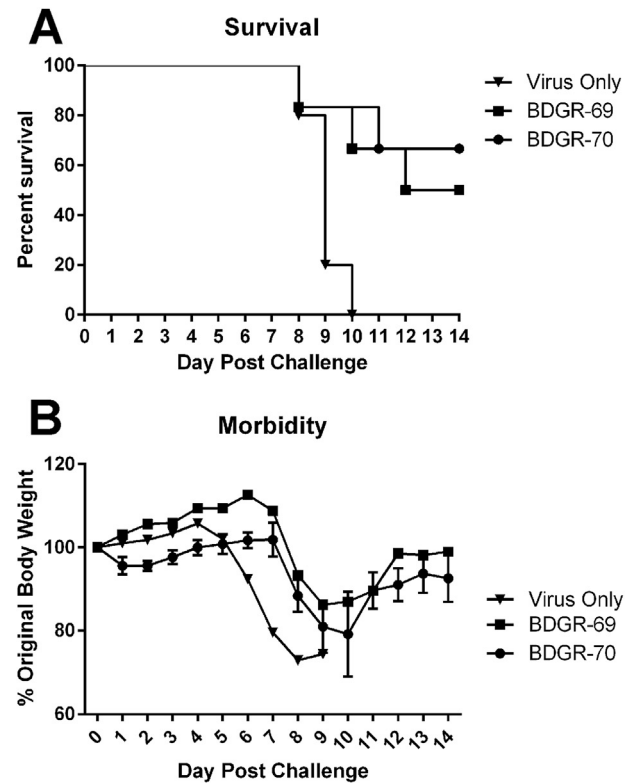 A
Survival
Percent survival
100
80
60
40
20
0
0 1 2 3 4 5 6 7 8 9 10 11 12 13 14
Day Post Challenge
Virus Only
BDGR-69
BDGR-70
B
Morbidity
% Original Body Weight
120
100
80
60
0 1 2 3 4 5 6 7 8 9 10 11 12 13 14
Day Post Challenge
Virus Only
BDGR-69
BDGR-70